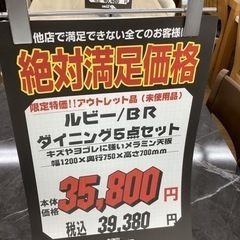 他店で満足できない全てのお客様に
絶対満足価格
限定特価!!アウトレット品（未使用品）
ルビー/BR
ダイニング5点セット
キズやヨゴレに強いメラミン天板
幅1200×奥行750×高さ700mm
本体価格 35,800円
税込 39,380円